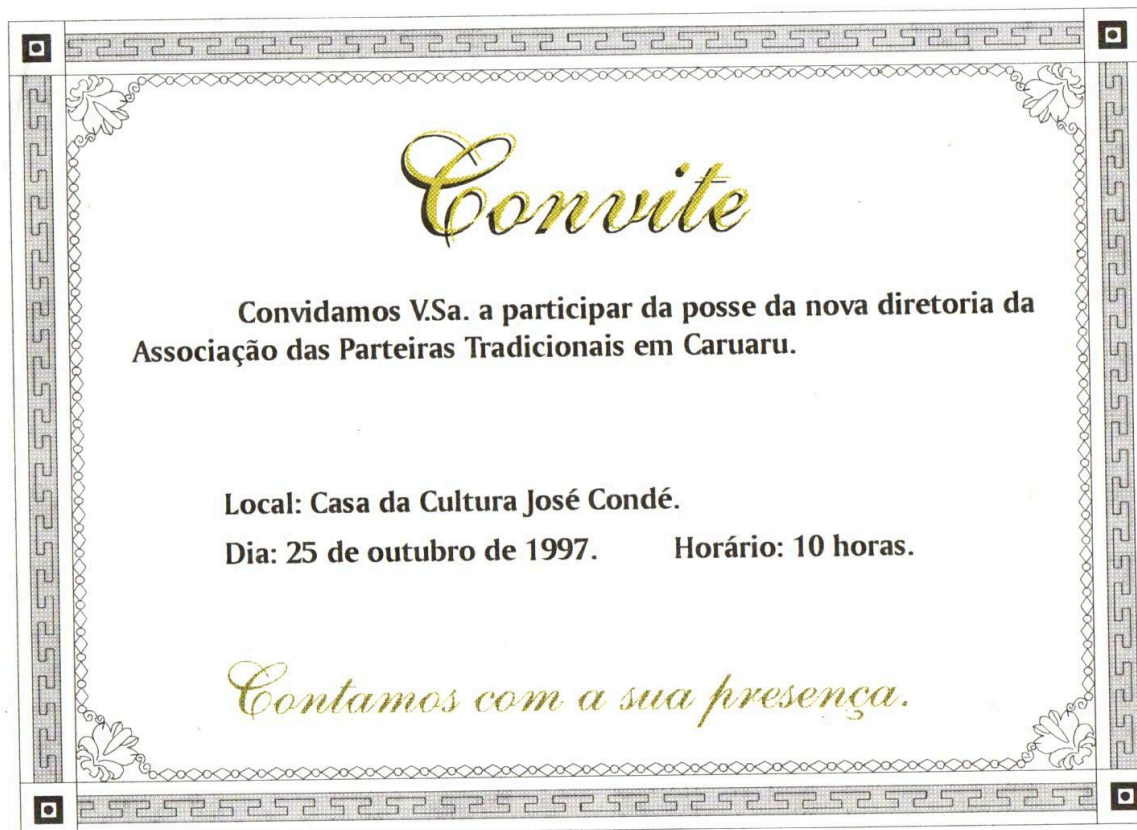 Convite
Convidamos V.Sa. a participar da posse da nova diretoria da
Associação das Parteiras Tradicionais em Caruaru.
Local: Casa da Cultura José Condé.
Dia: 25 de outubro de 1997. Horário: 10 horas.
Contamos com a sua presença.